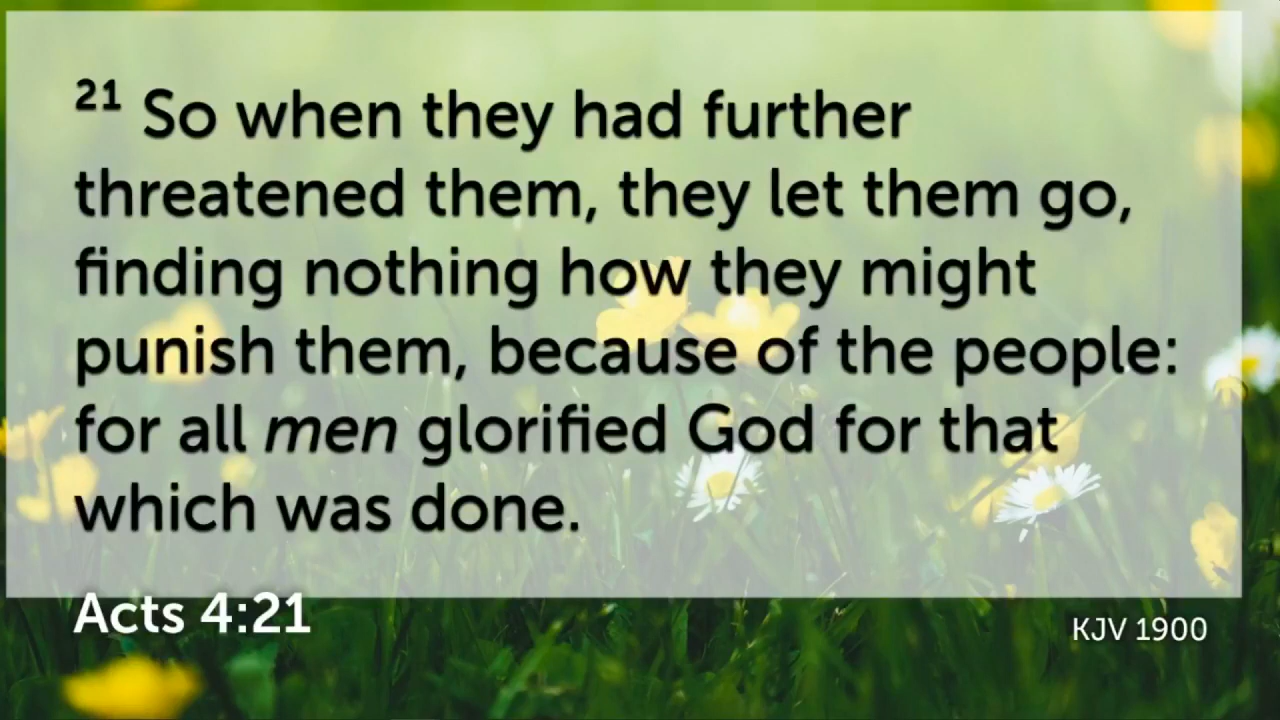 21 So when they had further
threatened them, they let them go,
finding nothing how they might
punish them, because of the people:
for all men glorified God for that
which was done.
Acts 4:21
KJV 1900